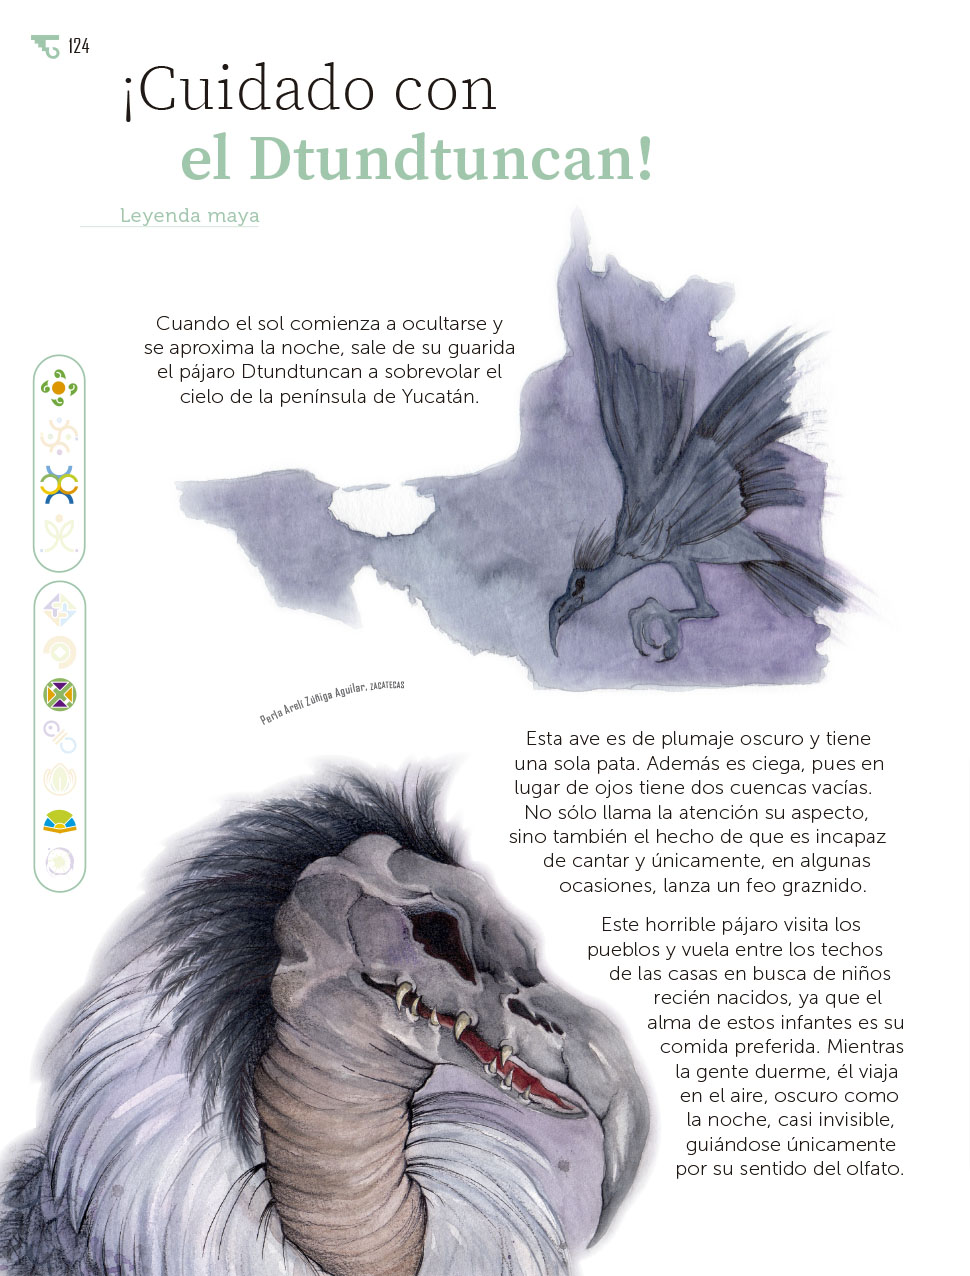 124
¡Cuidado con
el Dtundtuncan!
Leyenda maya
Cuando el sol comienza a ocultarse y
se aproxima la noche, sale de su guarida
el pájaro Dtundtuncan a sobrevolar el
cielo de la península de Yucatán.
Perla Areli Zúñiga Aguilar, ZACATECAS
Esta ave es de plumaje oscuro y tiene
una sola pata. Además es ciega, pues en
lugar de ojos tiene dos cuencas vacías.
No sólo llama la atención su aspecto,
sino también el hecho de que es incapaz
de cantar y únicamente, en algunas
ocasiones, lanza un feo graznido.
Este horrible pájaro visita los
pueblos y vuela entre los techos
de las casas en busca de niños
recién nacidos, ya que el
alma de estos infantes es su
comida preferida. Mientras
la gente duerme, él viaja
en el aire, oscuro como
la noche, casi invisible,
guiándose únicamente
por su sentido del olfato.